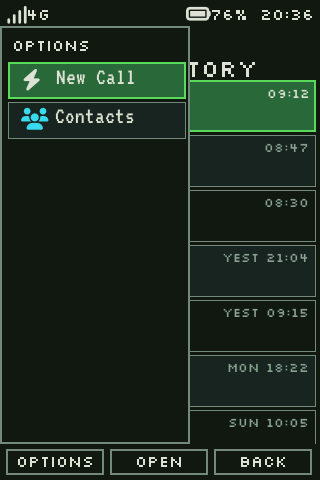 4G 76% 20:36
OPTIONS
TORY
New Call
09:12
Contacts
08:47
08:30
YEST 21:04
YEST 09:15
MON 18:22
SUN 10:05
OPTIONS OPEN BACK